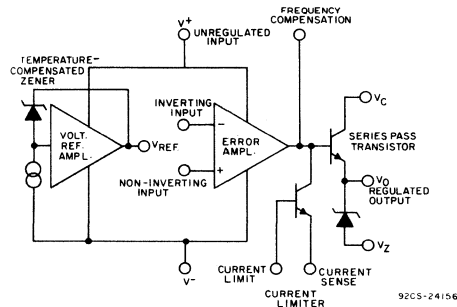 FREQUENCY
COMPENSATION
V+
UNREGULATED
INPUT
TEMPERATURE-
COMPENSATED
ZENER
VOLT.
REF.
AMPL.
VREF.
INVERTING
INPUT
-
ERROR
AMPL.
+
NON-INVERTING
INPUT
VC
SERIES PASS
TRANSISTOR
VO
REGULATED
OUTPUT
VZ
V-
CURRENT
LIMIT
CURRENT
SENSE
CURRENT
LIMITER
92CS-24156